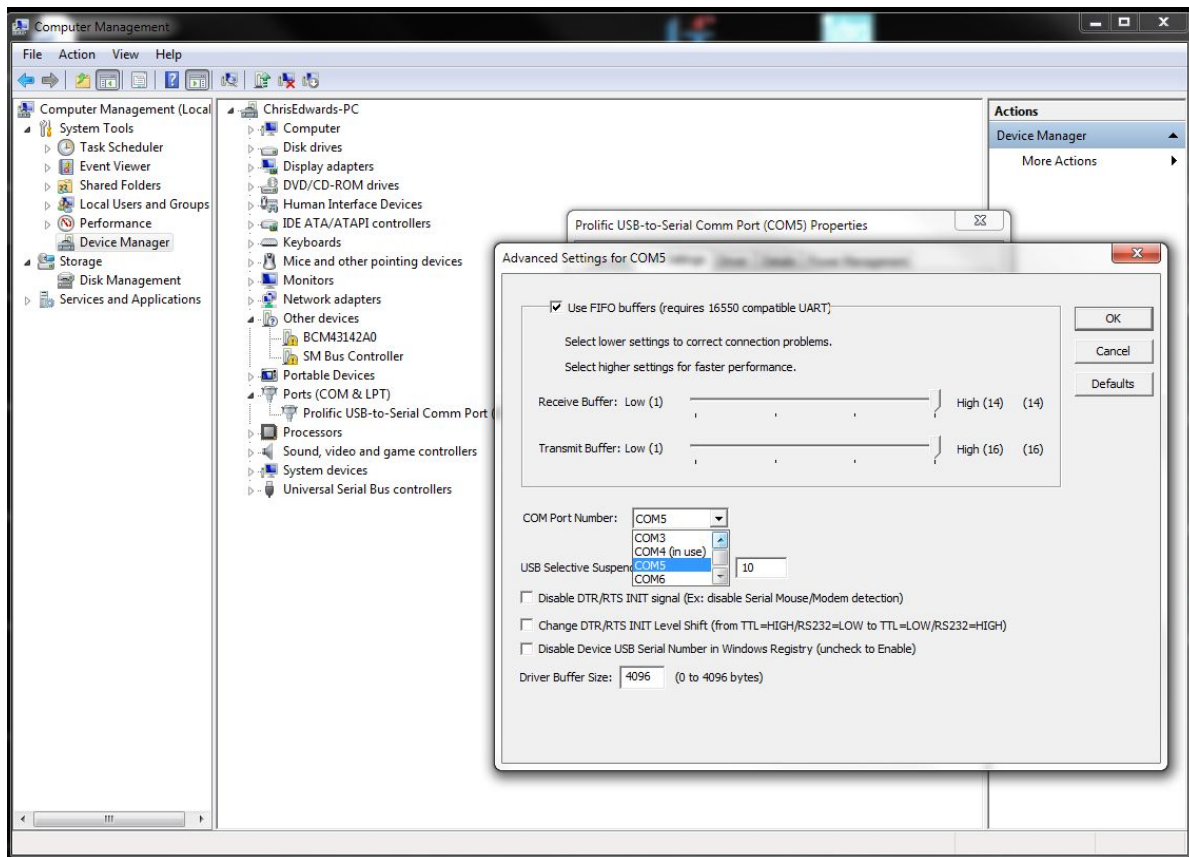 Computer Management
File Action View Help
Computer Management (Local
System Tools
Task Scheduler
Event Viewer
Shared Folders
Local Users and Groups
Performance
Device Manager
Storage
Disk Management
Services and Applications
ChrisEdwards-PC
Computer
Disk drives
Display adapters
DVD/CD-ROM drives
Human Interface Devices
IDE ATA/ATAPI controllers
Keyboards
Mice and other pointing devices
Monitors
Network adapters
Other devices
BCM43142A0
SM Bus Controller
Portable Devices
Ports (COM & LPT)
Prolific USB-to-Serial Comm Port (
Processors
Sound, video and game controllers
System devices
Universal Serial Bus controllers
Actions
Device Manager
More Actions
Prolific USB-to-Serial Comm Port (COM5) Properties
Advanced Settings for COM5
Use FIFO buffers (requires 16550 compatible UART)
Select lower settings to correct connection problems.
Select higher settings for faster performance.
Receive Buffer: Low (1) High (14) (14)
Transmit Buffer: Low (1) High (16) (16)
OK
Cancel
Defaults
COM Port Number: COM5
COM3
COM4 (in use)
COM5
COM6
USB Selective Suspen 10
Disable DTR/RTS INIT signal (Ex: disable Serial Mouse/Modem detection)
Change DTR/RTS INIT Level Shift (from TTL=HIGH/RS232=LOW to TTL=LOW/RS232=HIGH)
Disable Device USB Serial Number in Windows Registry (uncheck to Enable)
Driver Buffer Size: 4096 (0 to 4096 bytes)